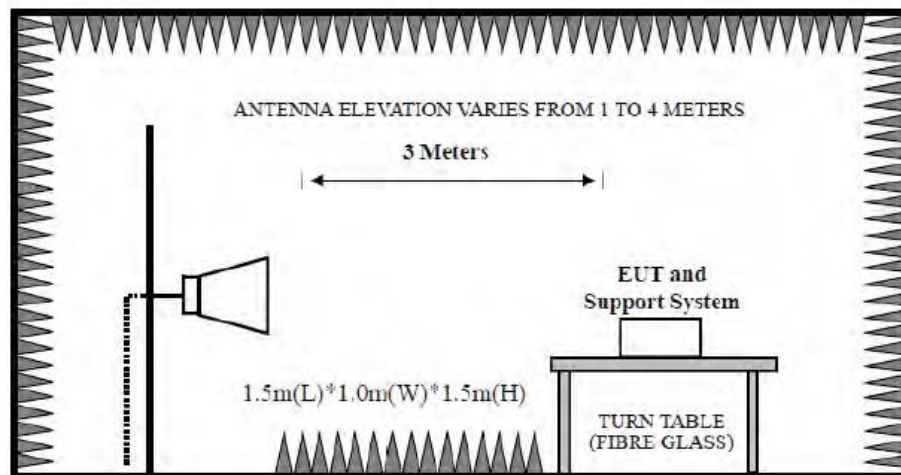 ANTENNA ELEVATION VARIES FROM 1 TO 4 METERS
3 Meters
EUT and
Support System
1.5m(L)*1.0m(W)*1.5m(H)
TURN TABLE
(FIBRE GLASS)